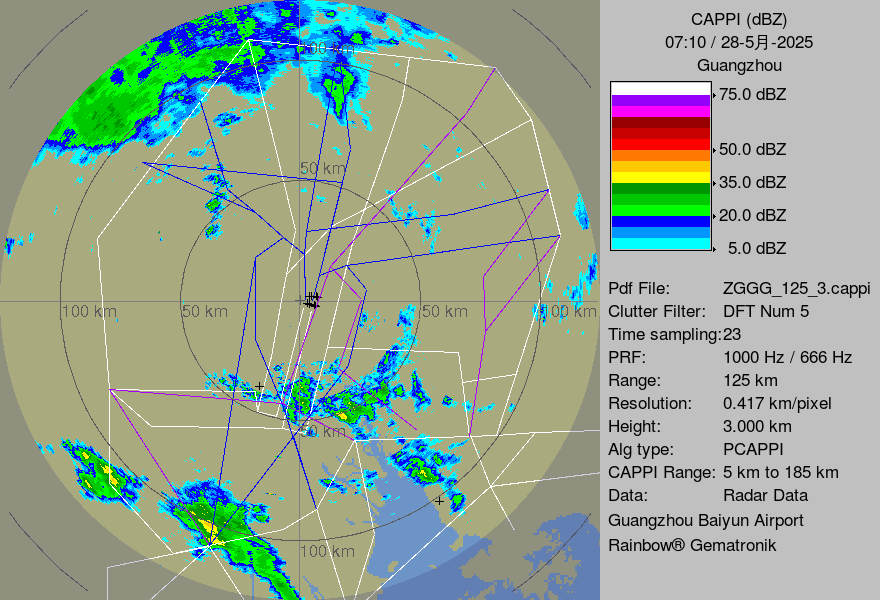 CAPPI (dBZ)
07:10 / 28-5月-2025
Guangzhou
75.0 dBZ
50.0 dBZ
35.0 dBZ
20.0 dBZ
5.0 dBZ
Pdf File: ZGGG_125_3.cappi
Clutter Filter: DFT Num 5
Time sampling:23
PRF: 1000 Hz / 666 Hz
Range: 125 km
Resolution: 0.417 km/pixel
Height: 3.000 km
Alg type: PCAPPI
CAPPI Range: 5 km to 185 km
Data: Radar Data
Guangzhou Baiyun Airport
Rainbow® Gematronik
100 km
50 km
100 km
50 km
50 km
100 km
50 km
100 km